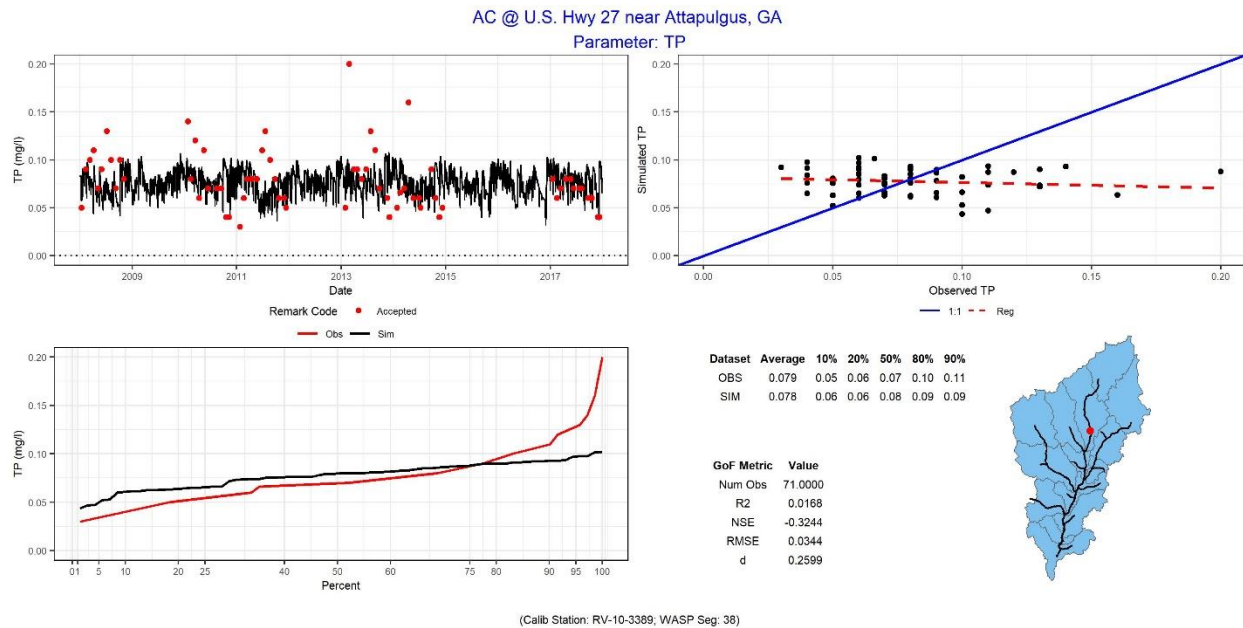 AC @ U.S. Hwy 27 near Attapulgus, GA
Parameter: TP
TP (mg/l)
0.20
0.15
0.10
0.05
0.00
2009 2011 2013 2015 2017
Date
Remark Code Accepted
Simulated TP
0.20
0.15
0.10
0.05
0.00
0.00 0.05 0.10 0.15 0.20
Observed TP
1:1 Reg
Obs Sim
TP (mg/l)
0.20
0.15
0.10
0.05
0.00
0 1 5 10 20 25 40 50 60 75 80 90 95 100
Percent
Dataset Average 10% 20% 50% 80% 90%
OBS 0.079 0.05 0.06 0.07 0.10 0.11
SIM 0.078 0.06 0.06 0.08 0.09 0.09
GoF Metric Value
Num Obs 71.0000
R2 0.0168
NSE -0.3244
RMSE 0.0344
d 0.2599
(Calib Station: RV-10-3389; WASP Seg: 38)